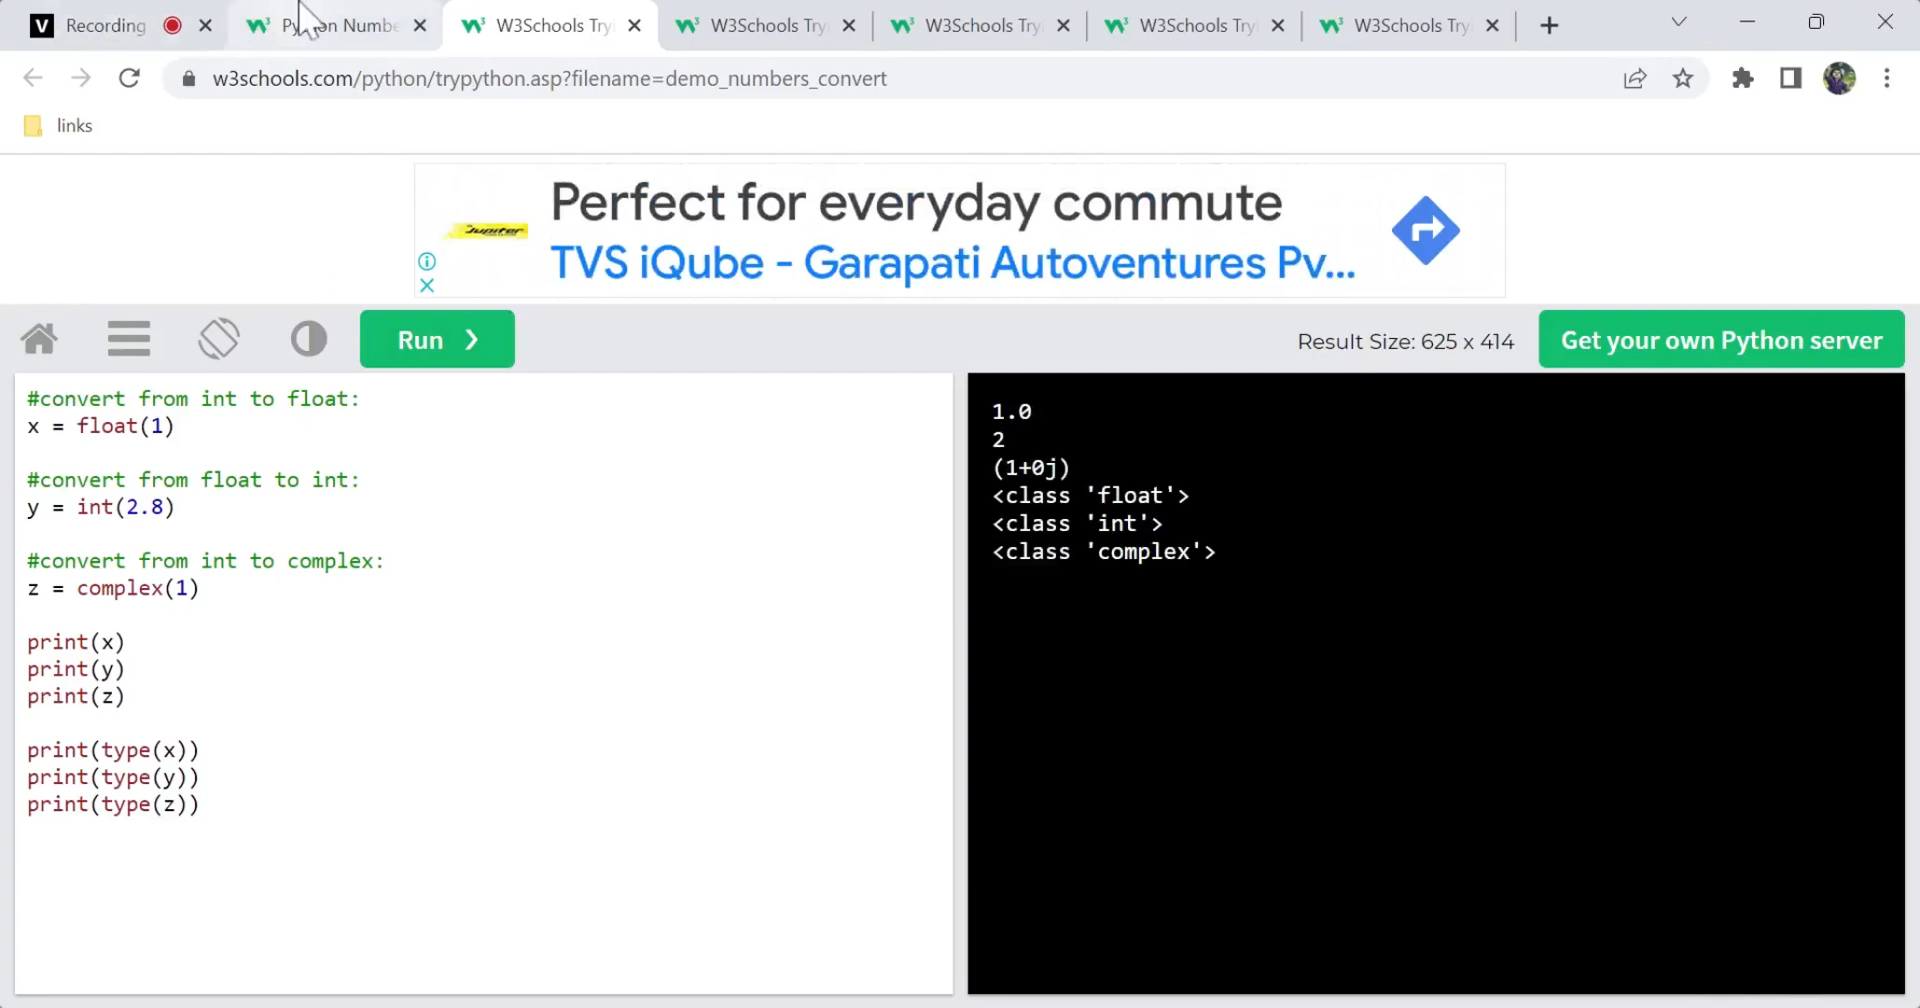 Recording
Python Numbe
W3Schools Try
W3Schools Try
W3Schools Try
W3Schools Try
W3Schools Try
w3schools.com/python/trypython.asp?filename=demo_numbers_convert
links
Perfect for everyday commute
Jupiter
TVS iQube - Garapati Autoventures Pv...
Run ❯
Result Size: 625 x 414
Get your own Python server
#convert from int to float:
x = float(1)
#convert from float to int:
y = int(2.8)
#convert from int to complex:
z = complex(1)
print(x)
print(y)
print(z)
print(type(x))
print(type(y))
print(type(z))
1.0
2
(1+0j)
<class 'float'>
<class 'int'>
<class 'complex'>